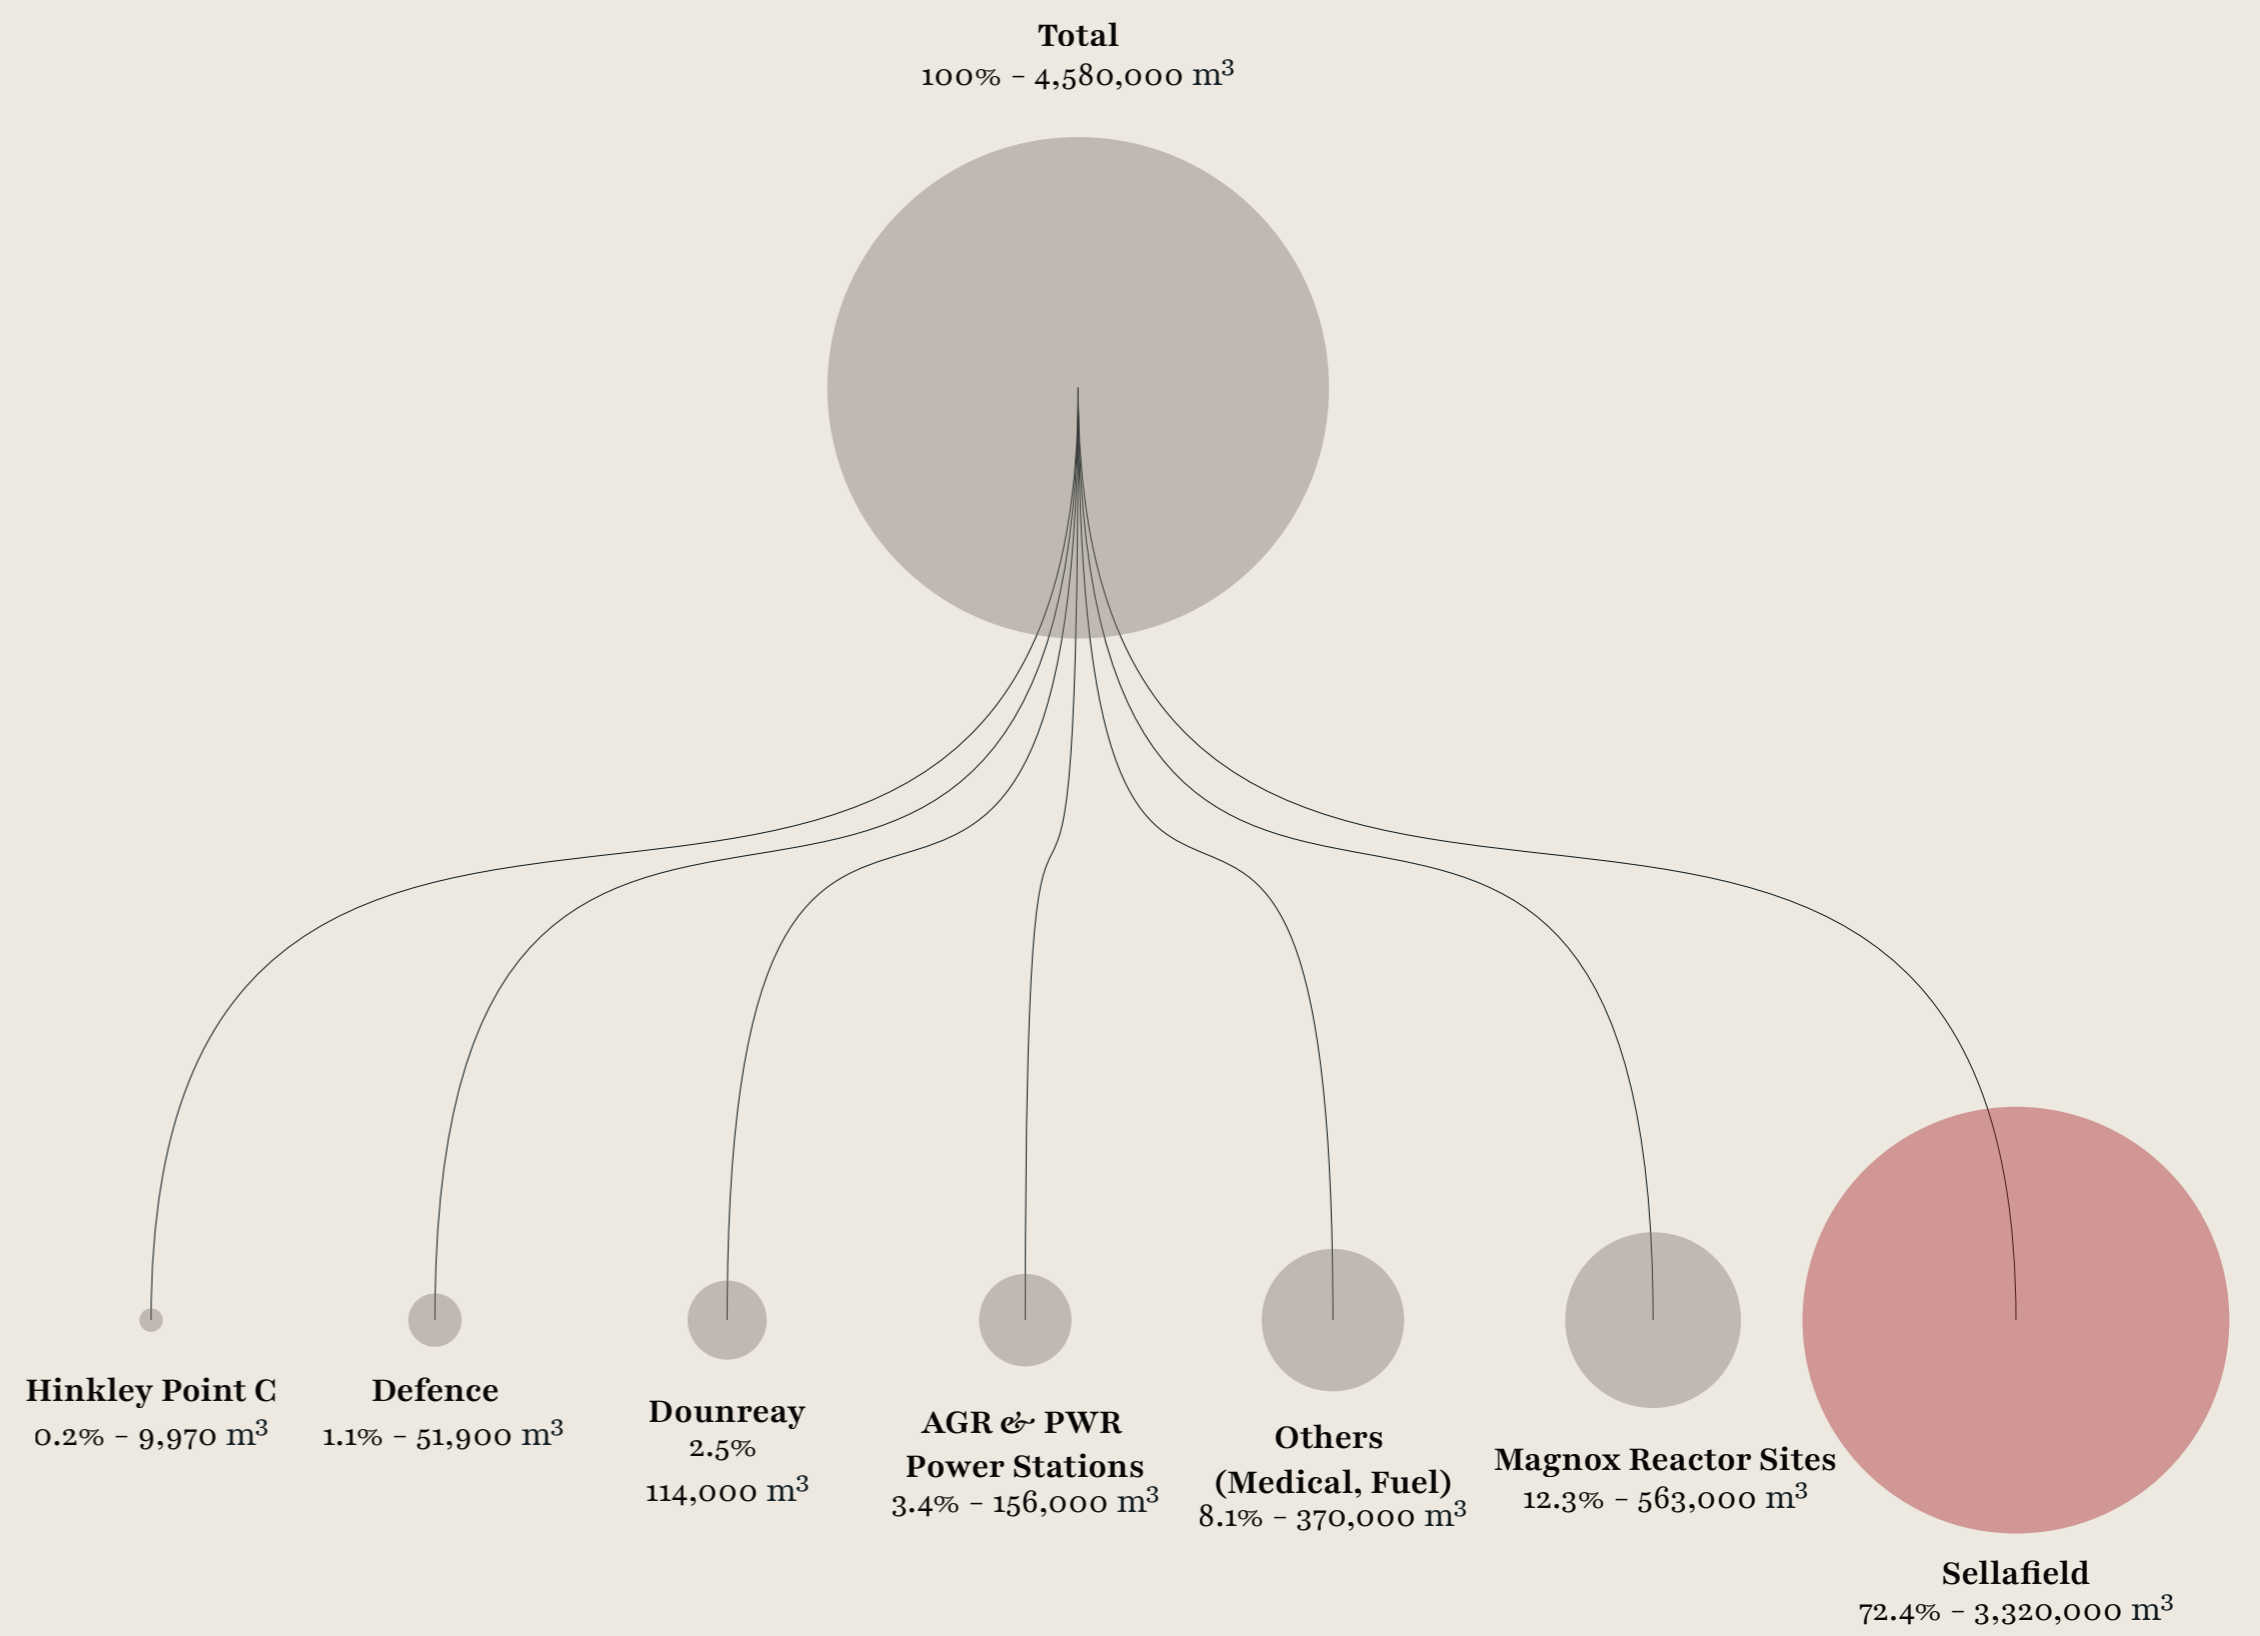 Total
100% - 4,580,000 m³
Hinkley Point C
0.2% - 9,970 m³
Defence
1.1% - 51,900 m³
Dounreay
2.5%
114,000 m³
AGR & PWR
Power Stations
3.4% - 156,000 m³
Others
(Medical, Fuel)
8.1% - 370,000 m³
Magnox Reactor Sites
12.3% - 563,000 m³
Sellafield
72.4% - 3,320,000 m³